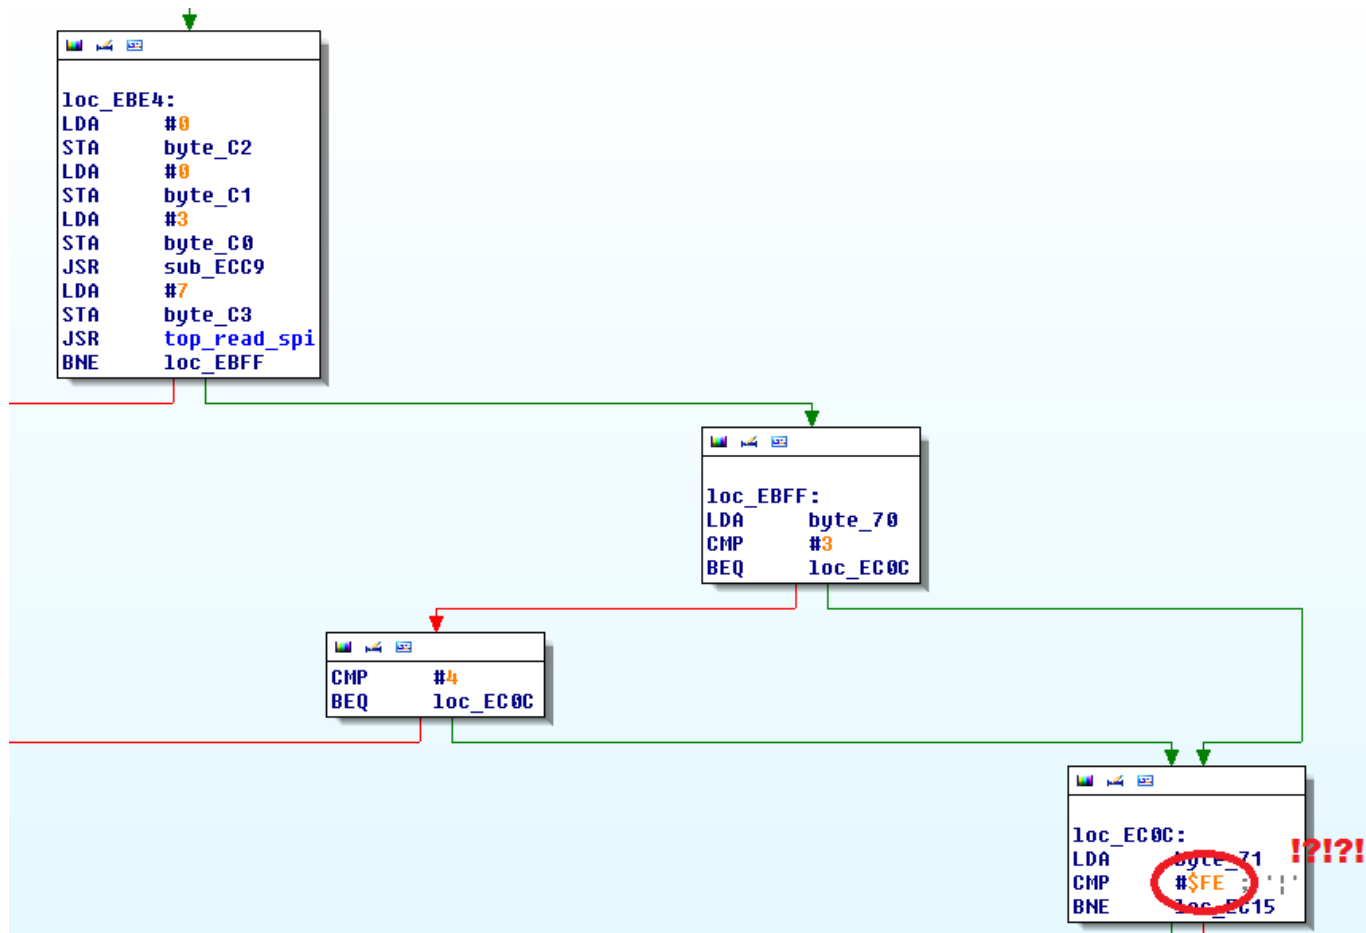 loc_EBE4:
LDA #0
STA byte_C2
LDA #0
STA byte_C1
LDA #3
STA byte_C0
JSR sub_ECC9
LDA #7
STA byte_C3
JSR top_read_spi
BNE loc_EBFF
loc_EBFF:
LDA byte_70
CMP #3
BEQ loc_EC0C
CMP #4
BEQ loc_EC0C
loc_EC0C:
LDA byte_71 !?!?!
CMP #$FE ; '¦'
BNE loc_EC15